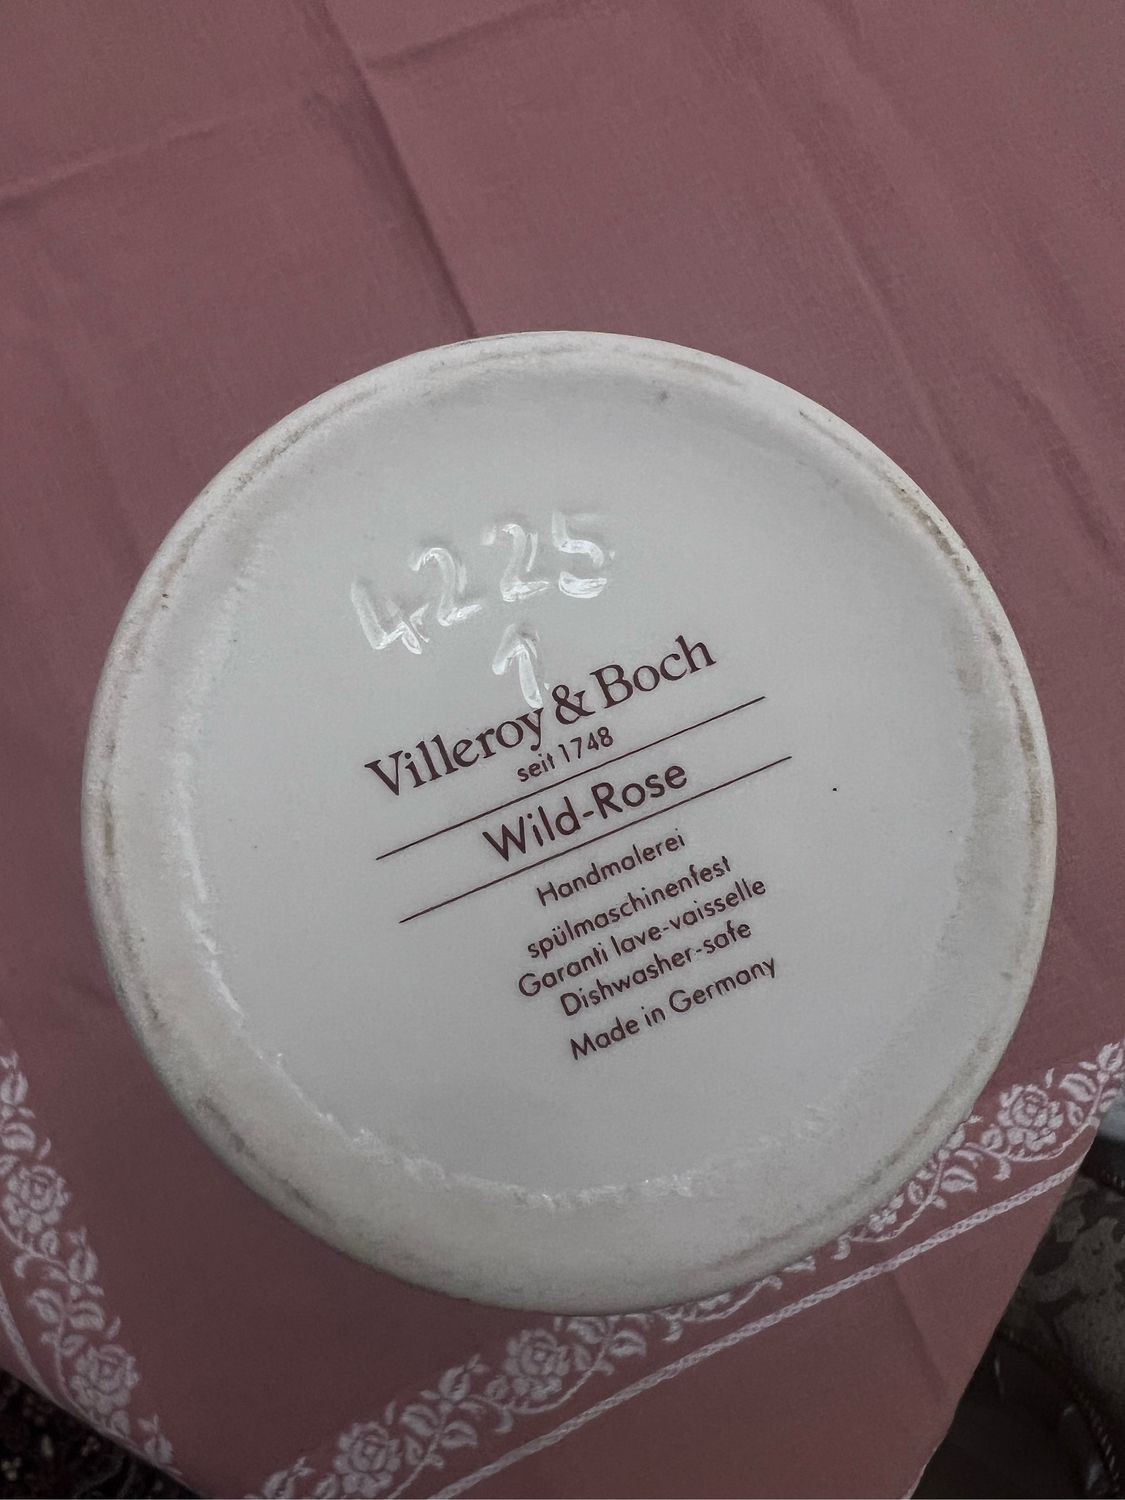 4225
1
Villeroy & Boch
seit 1748
Wild-Rose
Handmalerei
spülmaschinenfest
Garanti lave-vaisselle
Dishwasher-safe
Made in Germany